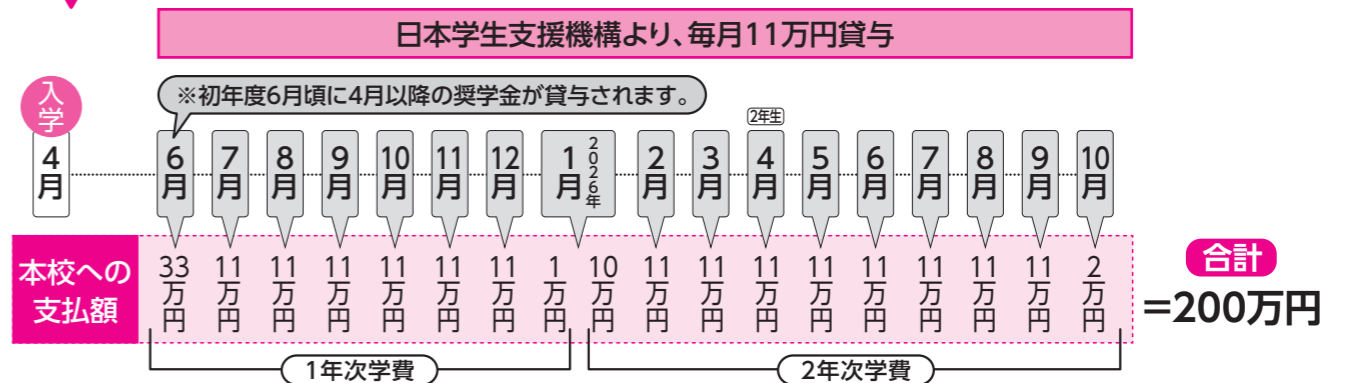 日本学生支援機構より、毎月11万円貸与
※初年度6月頃に4月以降の奨学金が貸与されます。
入学
2年生
4月 6月 7月 8月 9月 10月 11月 12月 1月 2026年 2月 3月 4月 5月 6月 7月 8月 9月 10月
本校への
支払額
33万円 11万円 11万円 11万円 11万円 11万円 11万円 1万円 10万円 11万円 11万円 11万円 11万円 11万円 11万円 11万円 11万円 2万円
合計
=200万円
1年次学費 2年次学費